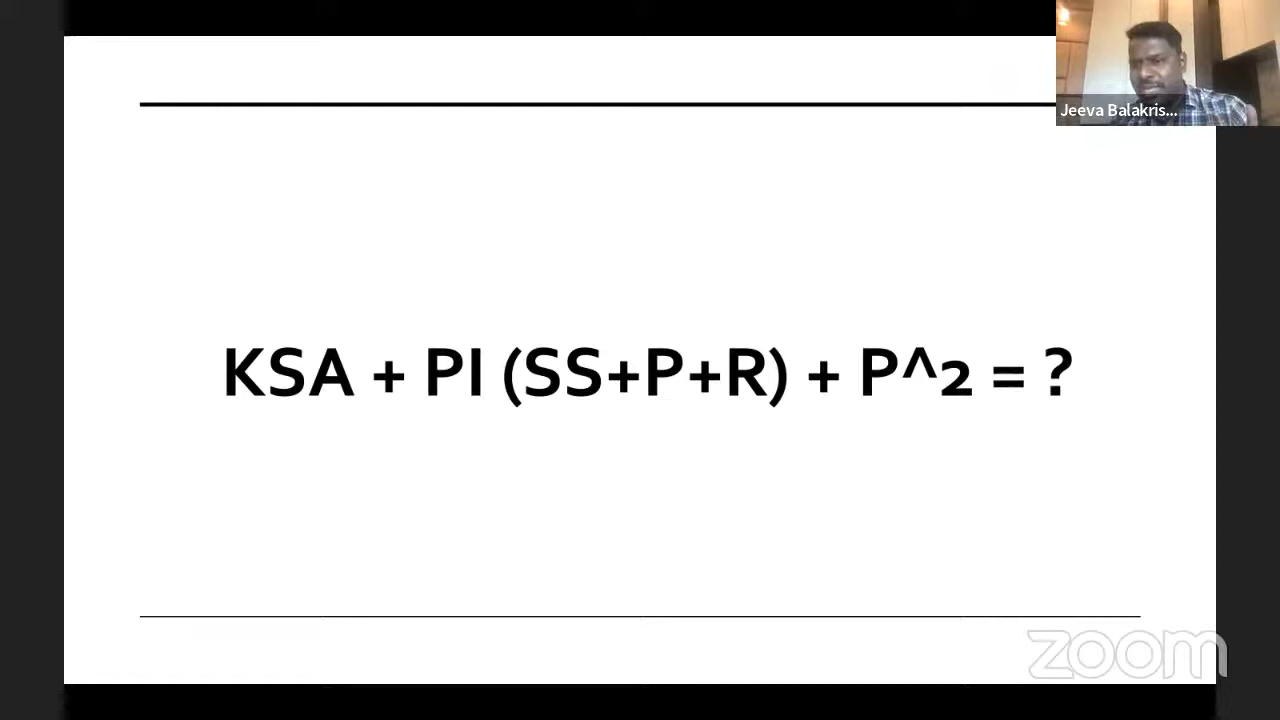 Jeeva Balakris...
KSA + PI (SS+P+R) + P^2 = ?
zoom